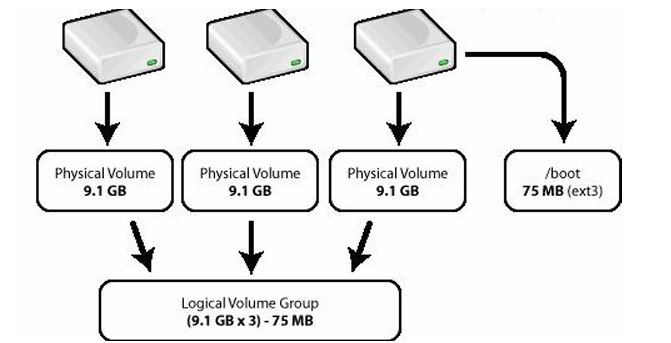 Physical Volume
9.1 GB
Physical Volume
9.1 GB
Physical Volume
9.1 GB
/boot
75 MB (ext3)
Logical Volume Group
(9.1 GB x 3) - 75 MB